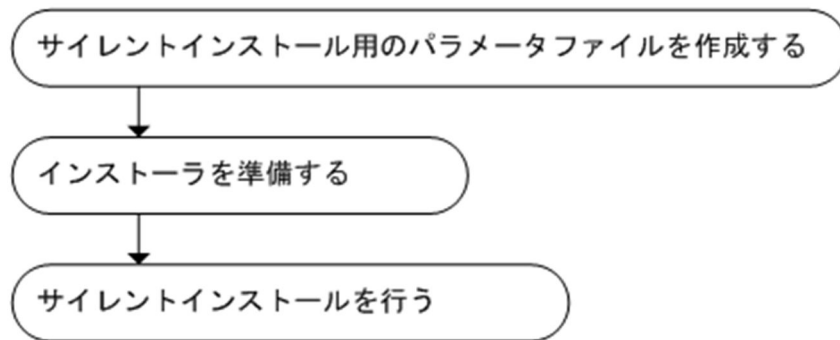 サイレントインストール用のパラメータファイルを作成する
インストーラを準備する
サイレントインストールを行う